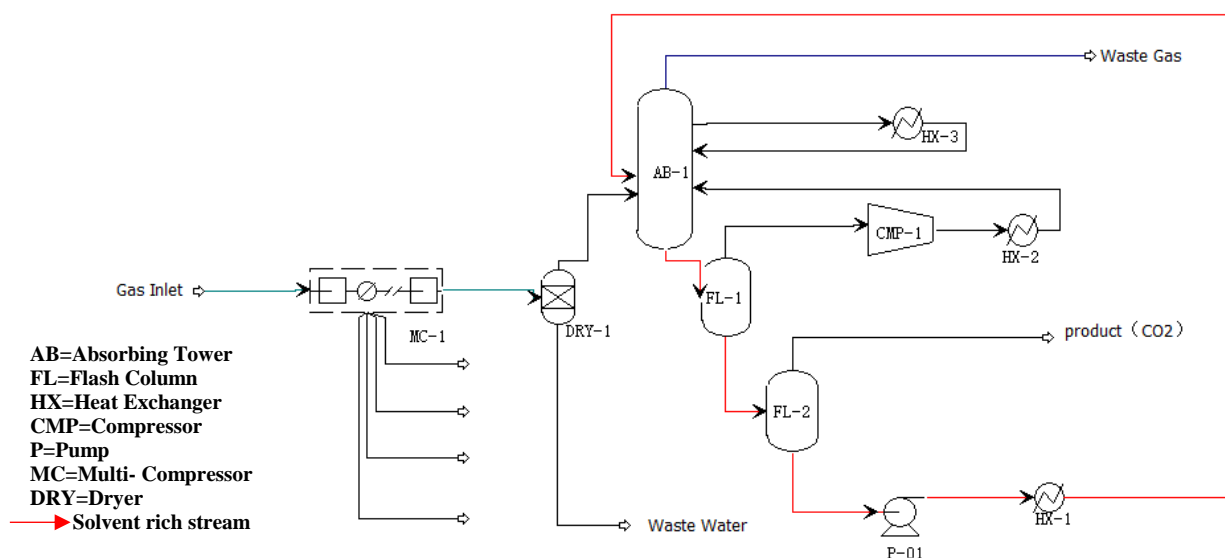 Waste Gas
HX-3
AB-1
CMP-1
HX-2
Gas Inlet
FL-1
MC-1
DRY-1
product（CO2）
AB=Absorbing Tower
FL=Flash Column
HX=Heat Exchanger
CMP=Compressor
P=Pump
MC=Multi- Compressor
DRY=Dryer
Solvent rich stream
FL-2
HX-1
Waste Water
P-01